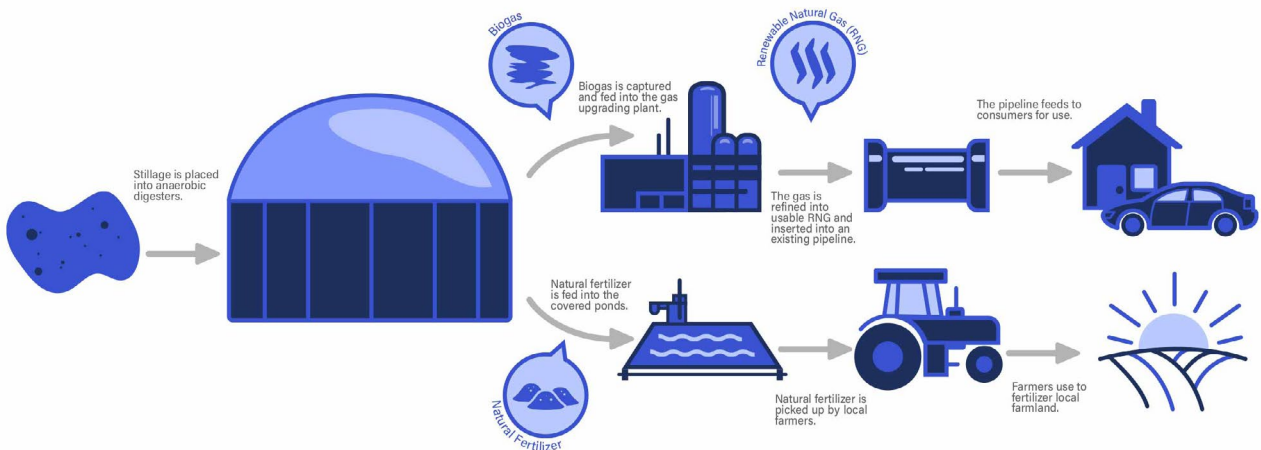 Stillage is placed
into anaerobic
digesters.
Biogas
Biogas is captured
and fed into the gas
upgrading plant.
Renewable Natural Gas (RNG)
The gas is
refined into
usable RNG and
inserted into an
existing pipeline.
The pipeline feeds to
consumers for use.
Natural fertilizer
is fed into the
covered ponds.
Natural Fertilizer
Natural fertilizer is
picked up by local
farmers.
Farmers use to
fertilizer local
farmland.